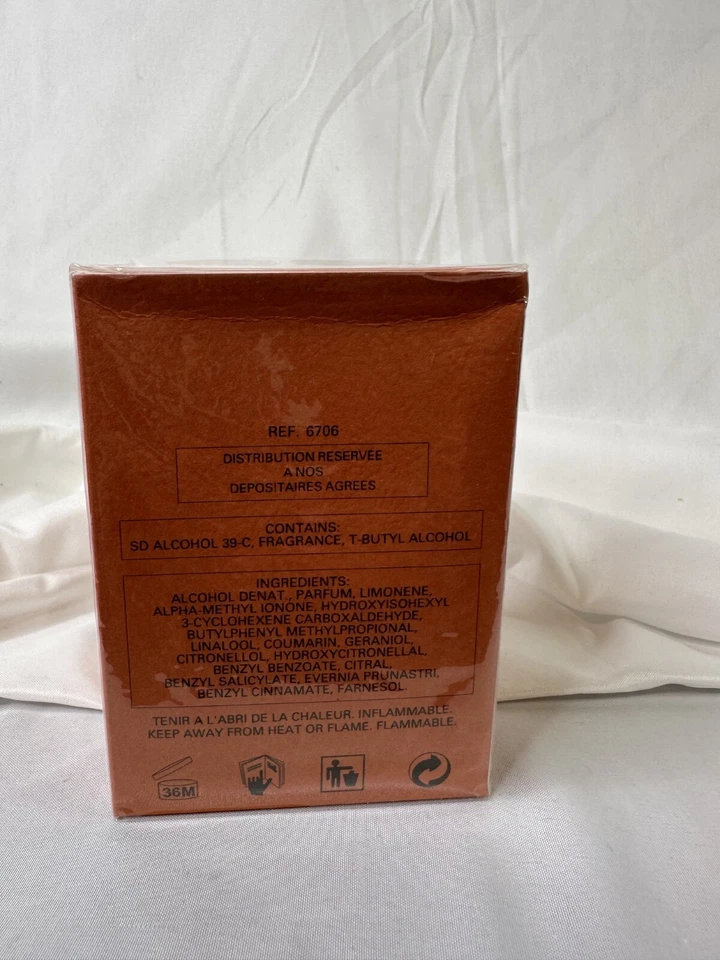 REF. 6706
DISTRIBUTION RESERVEE
A NOS
DEPOSITAIRES AGREES
CONTAINS:
SD ALCOHOL 39-C, FRAGRANCE, T-BUTYL ALCOHOL
INGREDIENTS:
ALCOHOL DENAT., PARFUM, LIMONENE,
ALPHA-METHYL IONONE, HYDROXYISOHEXYL
3-CYCLOHEXENE CARBOXALDEHYDE,
BUTYLPHENYL METHYLPROPIONAL,
LINALOOL, COUMARIN, GERANIOL,
CITRONELLOL, HYDROXYCITRONELLAL,
BENZYL BENZOATE, CITRAL,
BENZYL SALICYLATE, EVERNIA PRUNASTRI,
BENZYL CINNAMATE, FARNESOL.
TENIR A L'ABRI DE LA CHALEUR. INFLAMMABLE.
KEEP AWAY FROM HEAT OR FLAME. FLAMMABLE.
36M